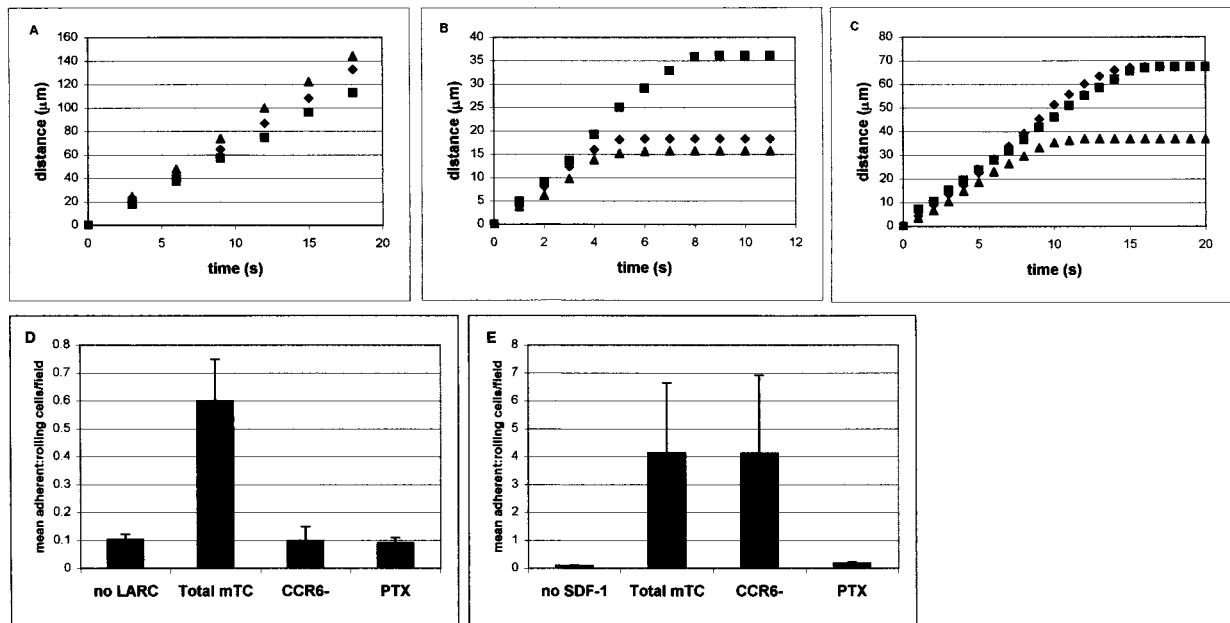 A
distance (μm)
160
140
120
100
80
60
40
20
0
0 5 10 15 20
time (s)
B
distance (μm)
40
35
30
25
20
15
10
5
0
0 2 4 6 8 10 12
time (s)
C
distance (μm)
80
70
60
50
40
30
20
10
0
0 5 10 15 20
time (s)
D
mean adherent:rolling cells/field
0.8
0.7
0.6
0.5
0.4
0.3
0.2
0.1
0
no LARC Total mTC CCR6- PTX
E
mean adherent:rolling cells/field
8
7
6
5
4
3
2
1
0
no SDF-1 Total mTC CCR6- PTX